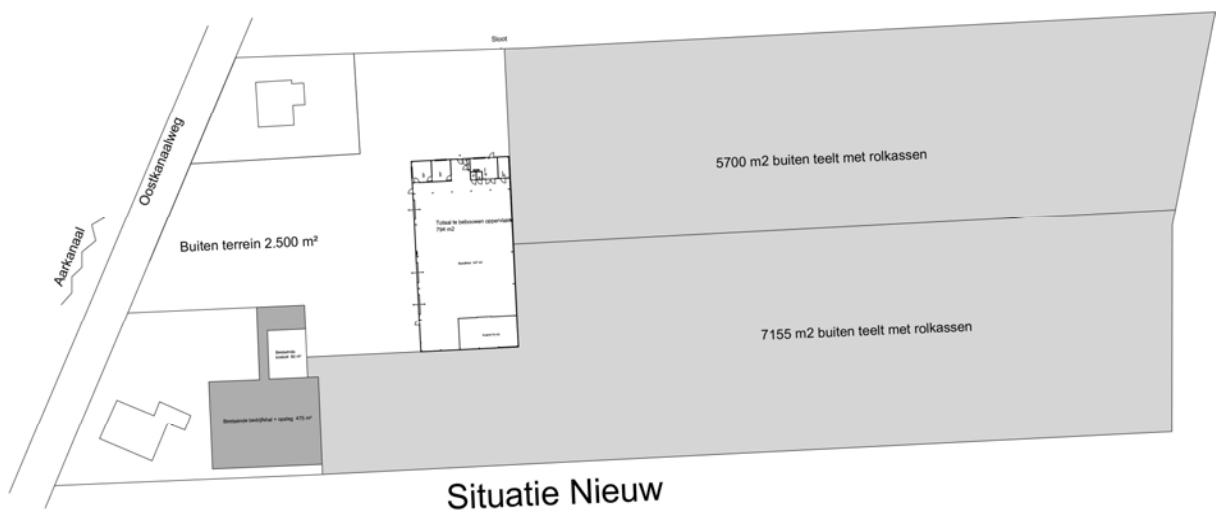 Sloot
Oostkanaalweg
5700 m2 buiten teelt met rolkassen
Totaal te bebouwen oppervlakte
794 m2
Buiten terrein 2.500 m²
Aarkanaal
7155 m2 buiten teelt met rolkassen
Bestaande
Bestaande bedrijfshal + opslag 475 m²
Situatie Nieuw